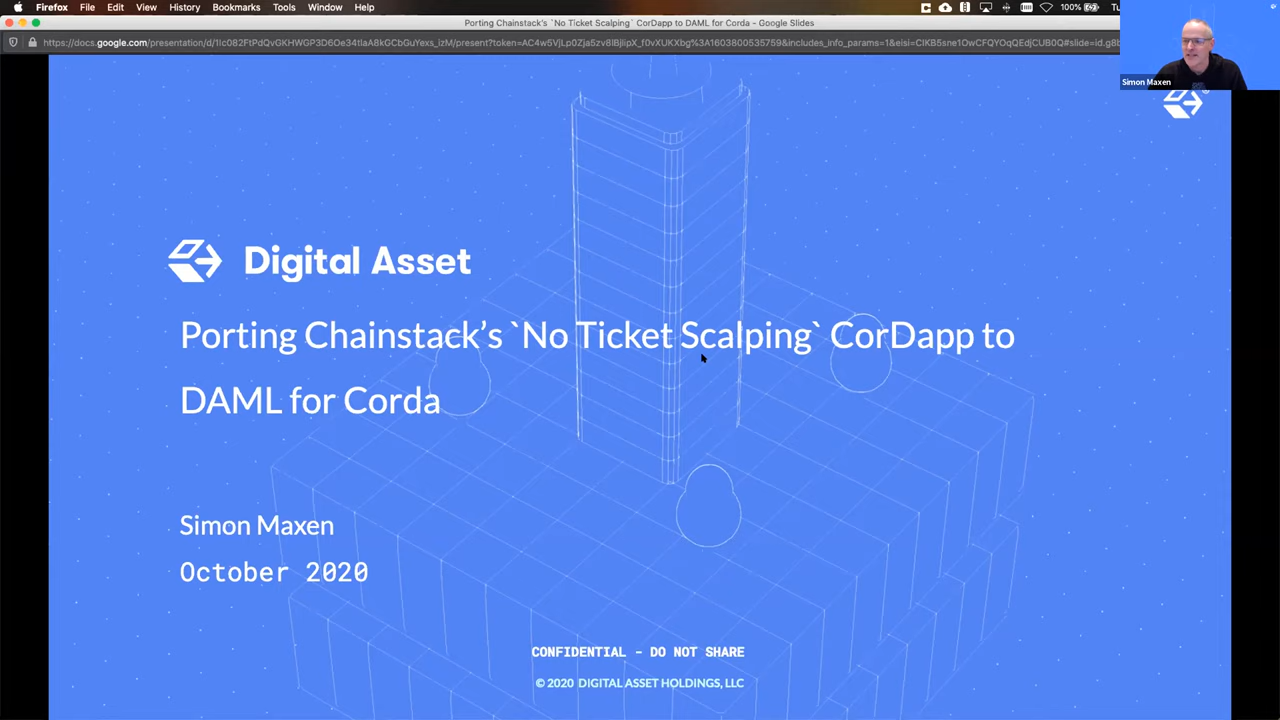 Firefox File Edit View History Bookmarks Tools Window Help 100% Tu
Porting Chainstack's `No Ticket Scalping` CorDapp to DAML for Corda - Google Slides
Simon Maxen
Digital Asset
Porting Chainstack's `No Ticket Scalping` CorDapp to
DAML for Corda
Simon Maxen
October 2020
CONFIDENTIAL - DO NOT SHARE
© 2020 DIGITAL ASSET HOLDINGS, LLC